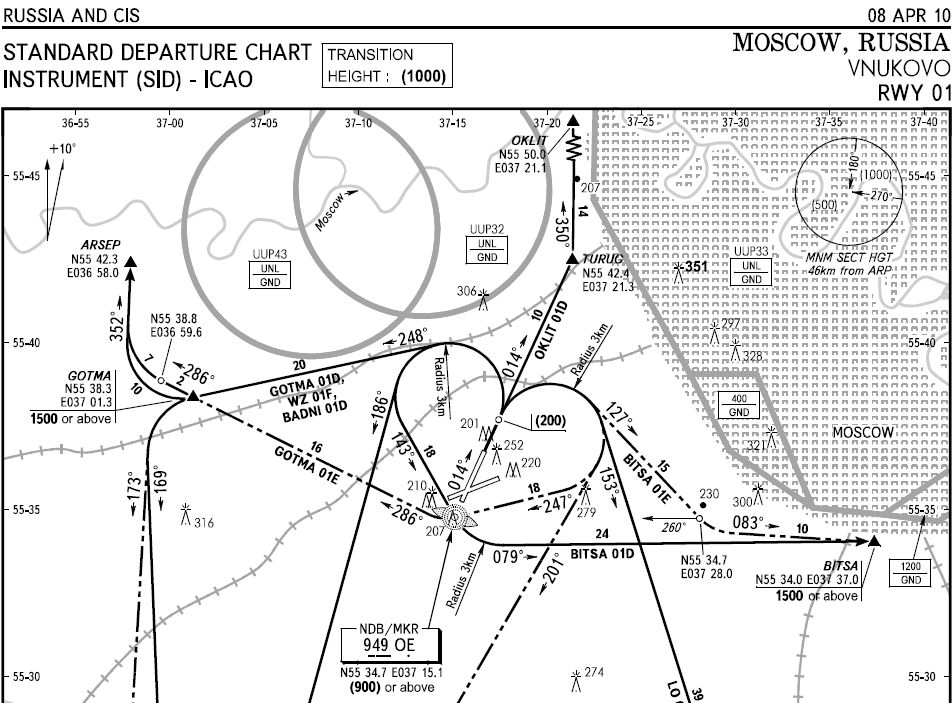 RUSSIA AND CIS
08 APR 10
STANDARD DEPARTURE CHART
INSTRUMENT (SID) - ICAO
TRANSITION
HEIGHT : (1000)
MOSCOW, RUSSIA
VNUKOVO
RWY 01
36-55
37-00
37-05
37-10
37-15
37-20
37-25
37-30
37-35
37-40
+10°
OKLIT
N55 50.0
E037 21.1
55-45
55-45
207
180°
(1000)
270°
(500)
Moscow
14
350°
ARSEP
N55 42.3
E036 58.0
UUP43
UNL
GND
UUP32
UNL
GND
UUP33
UNL
GND
MNM SECT HGT
46km from ARP
TURUG
N55 42.4
E037 21.3
351
306
352°
N55 38.8
E036 59.6
10
OKLIT 01D
Radius 3km
297
328
55-40
55-40
248°
7
2
286°
10
20
GOTMA 01D,
WZ 01F,
BADNI 01D
Radius 3km
014°
GOTMA
N55 38.3
E037 01.3
1500 or above
186°
127°
400
GND
201
(200)
MOSCOW
143°
18
252
321
16
GOTMA 01E
014°
220
15
BITSA 01E
173°
169°
210
18
247°
153°
279
230
300
55-35
55-35
316
286°
207
260°
083°
10
24
079°
BITSA 01D
N55 34.7
E037 28.0
BITSA
N55 34.0 E037 37.0
1500 or above
1200
GND
Radius 3km
201°
NDB/MKR
949 OE
N55 34.7 E037 15.1
(900) or above
274
55-30
55-30
LO
39